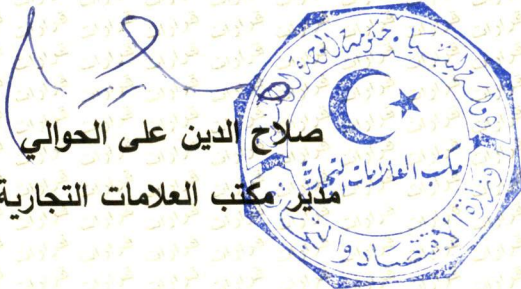 دولة ليبيا حكومة الوحدة الوطنية
مكتب العلامات التجارية
وزارة الاقتصاد والتجارة
صلاح الدين على الحوالي
مدير مكتب العلامات التجارية